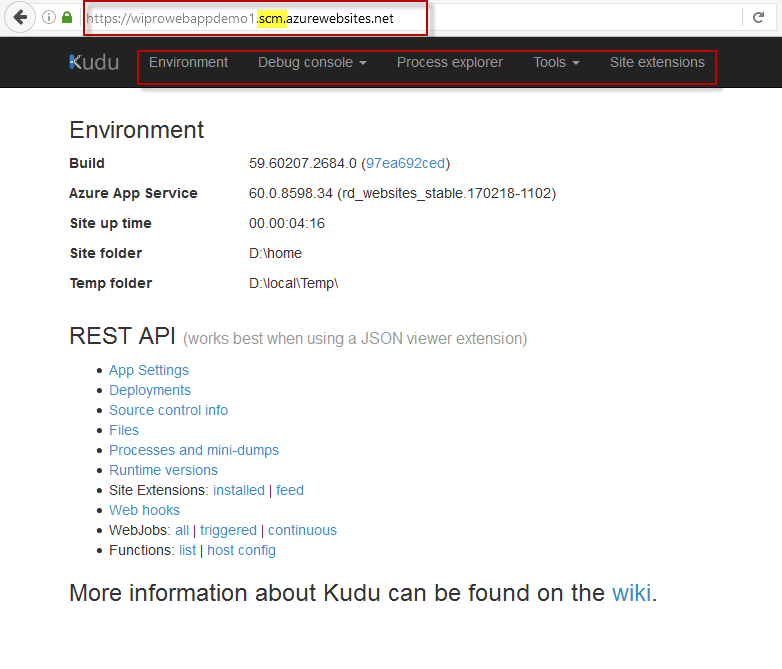 https://wiprowebappdemo1.scm.azurewebsites.net
Kudu Environment Debug console Process explorer Tools Site extensions
Environment
Build 59.60207.2684.0 (97ea692ced)
Azure App Service 60.0.8598.34 (rd_websites_stable.170218-1102)
Site up time 00.00:04:16
Site folder D:\home
Temp folder D:\local\Temp\
REST API (works best when using a JSON viewer extension)
• App Settings
• Deployments
• Source control info
• Files
• Processes and mini-dumps
• Runtime versions
• Site Extensions: installed | feed
• Web hooks
• WebJobs: all | triggered | continuous
• Functions: list | host config
More information about Kudu can be found on the wiki.